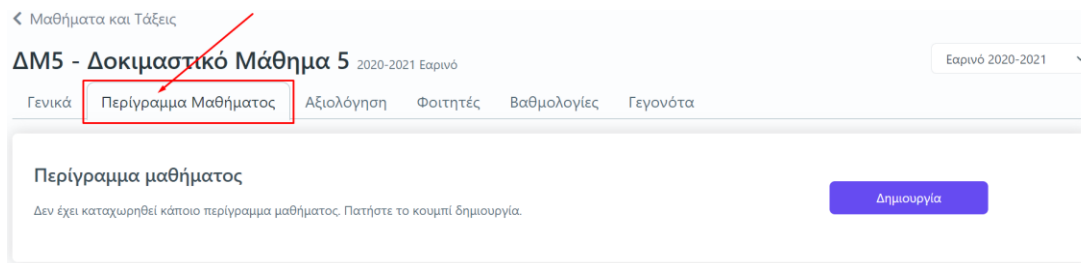 Μαθήματα και Τάξεις
ΔΜ5 - Δοκιμαστικό Μάθημα 5 2020-2021 Εαρινό
Εαρινό 2020-2021
Γενικά Περίγραμμα Μαθήματος Αξιολόγηση Φοιτητές Βαθμολογίες Γεγονότα
Περίγραμμα μαθήματος
Δεν έχει καταχωρηθεί κάποιο περίγραμμα μαθήματος. Πατήστε το κουμπί δημιουργία.
Δημιουργία